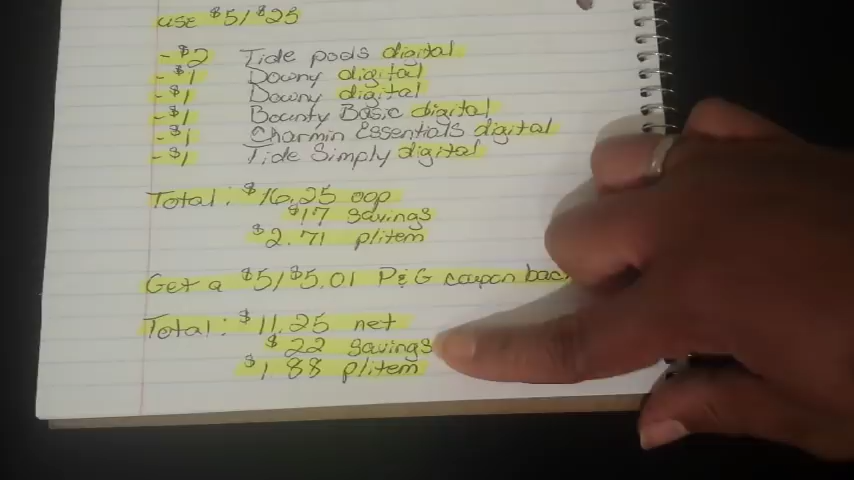 use $5/$25
-$2 Tide pods digital
-$1 Downy digital
-$1 Downy digital
-$1 Bounty Basic digital
-$1 Charmin Essentials digital
-$1 Tide Simply digital
Total: $16.25 oop
$17 savings
$2.71 p/item
Get a $5/$5.01 P&G coupon back
Total: $11.25 net
$22 savings
$1.88 p/item